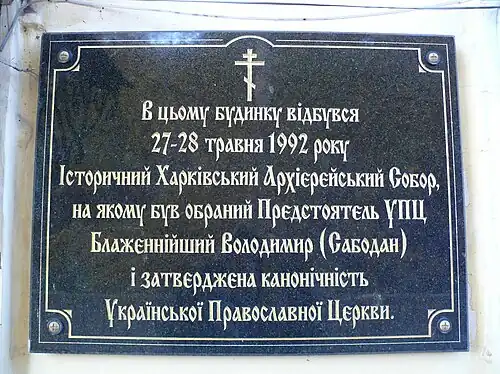 В цьому будинку відбувся
27-28 травня 1992 року
Історичний Харківський Архієрейський Собор,
на якому був обраний Предстоятель УПЦ
Блаженнійший Володимир (Сабодан)
і затверджена канонічність
Української Православної Церкви.